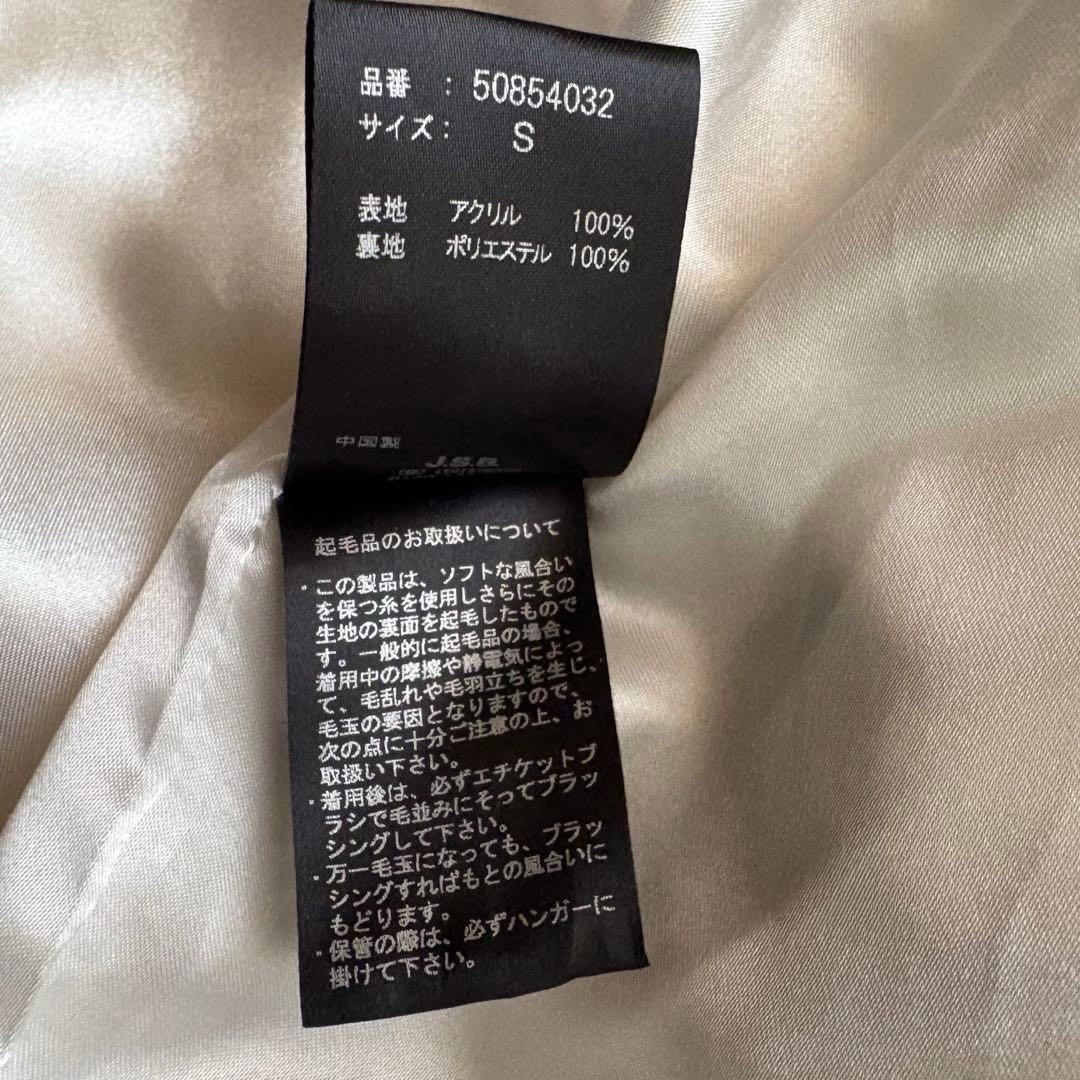 品番 : 50854032
サイズ: S
表地 アクリル 100%
裏地 ポリエステル 100%
中国製
J.S.B.
起毛品のお取扱いについて
・この製品は、ソフトな風合い
を保つ糸を使用しさらにその
生地の裏面を起毛したもので
す。一般的に起毛品の場合、
着用中の摩擦や静電気によっ
て、毛乱れや毛羽立ちを生じ、
毛玉の要因となりますので、
次の点に十分ご注意の上、お
取扱い下さい。
・着用後は、必ずエチケットブ
ラシで毛並みにそってブラッ
シングして下さい。
・万一毛玉になっても、ブラッ
シングすればもとの風合いに
もどります。
・保管の際は、必ずハンガーに
掛けて下さい。